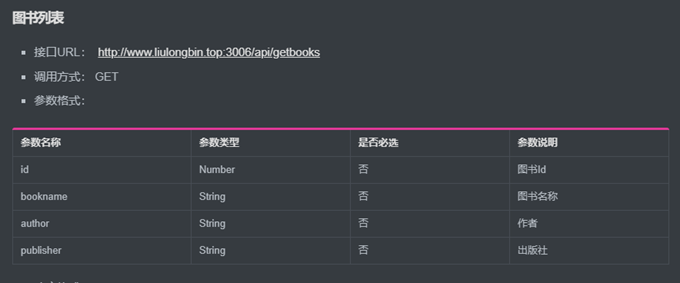 图书列表
接口URL： http://www.liulongbin.top:3006/api/getbooks
调用方式： GET
参数格式：
参数名称 参数类型 是否必选 参数说明
id Number 否 图书Id
bookname String 否 图书名称
author String 否 作者
publisher String 否 出版社